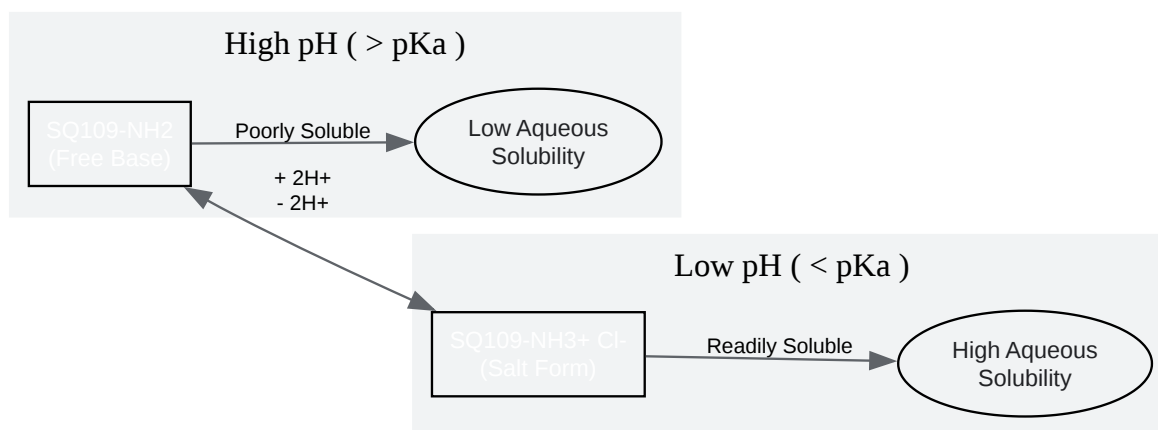 High pH ( > pKa )
SQ109-NH2
(Free Base)
Poorly Soluble
Low Aqueous
Solubility
+ 2H+
- 2H+
Low pH ( < pKa )
SQ109-NH3+ Cl-
(Salt Form)
Readily Soluble
High Aqueous
Solubility